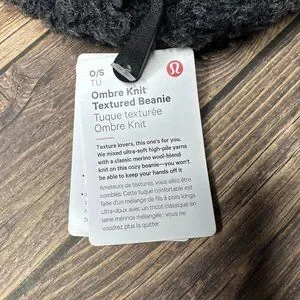 O/S
TU
Ombre Knit
Textured Beanie
Tuque texturée
Ombre Knit
Texture lovers, this one's for you.
We mixed ultra-soft high-pile yarns
with a classic merino wool-blend
knit on this cozy beanie—you won't
be able to keep your hands off it
Amateurs de textures, vous allez être
comblés. Cette tuque confortable est
faite d'un mélange de fils à poils longs
ultra-doux avec un tricot classique en
laine mérinos mélangée : vous ne
voudrez plus la quitter